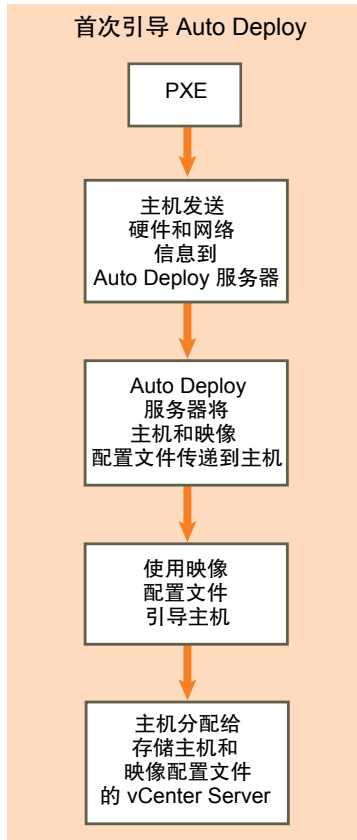 首次引导 Auto Deploy
PXE
主机发送
硬件和网络
信息到
Auto Deploy 服务器
Auto Deploy
服务器将
主机和映像
配置文件传递到主机
使用映像
配置文件
引导主机
主机分配给
存储主机和
映像配置文件
的 vCenter Server